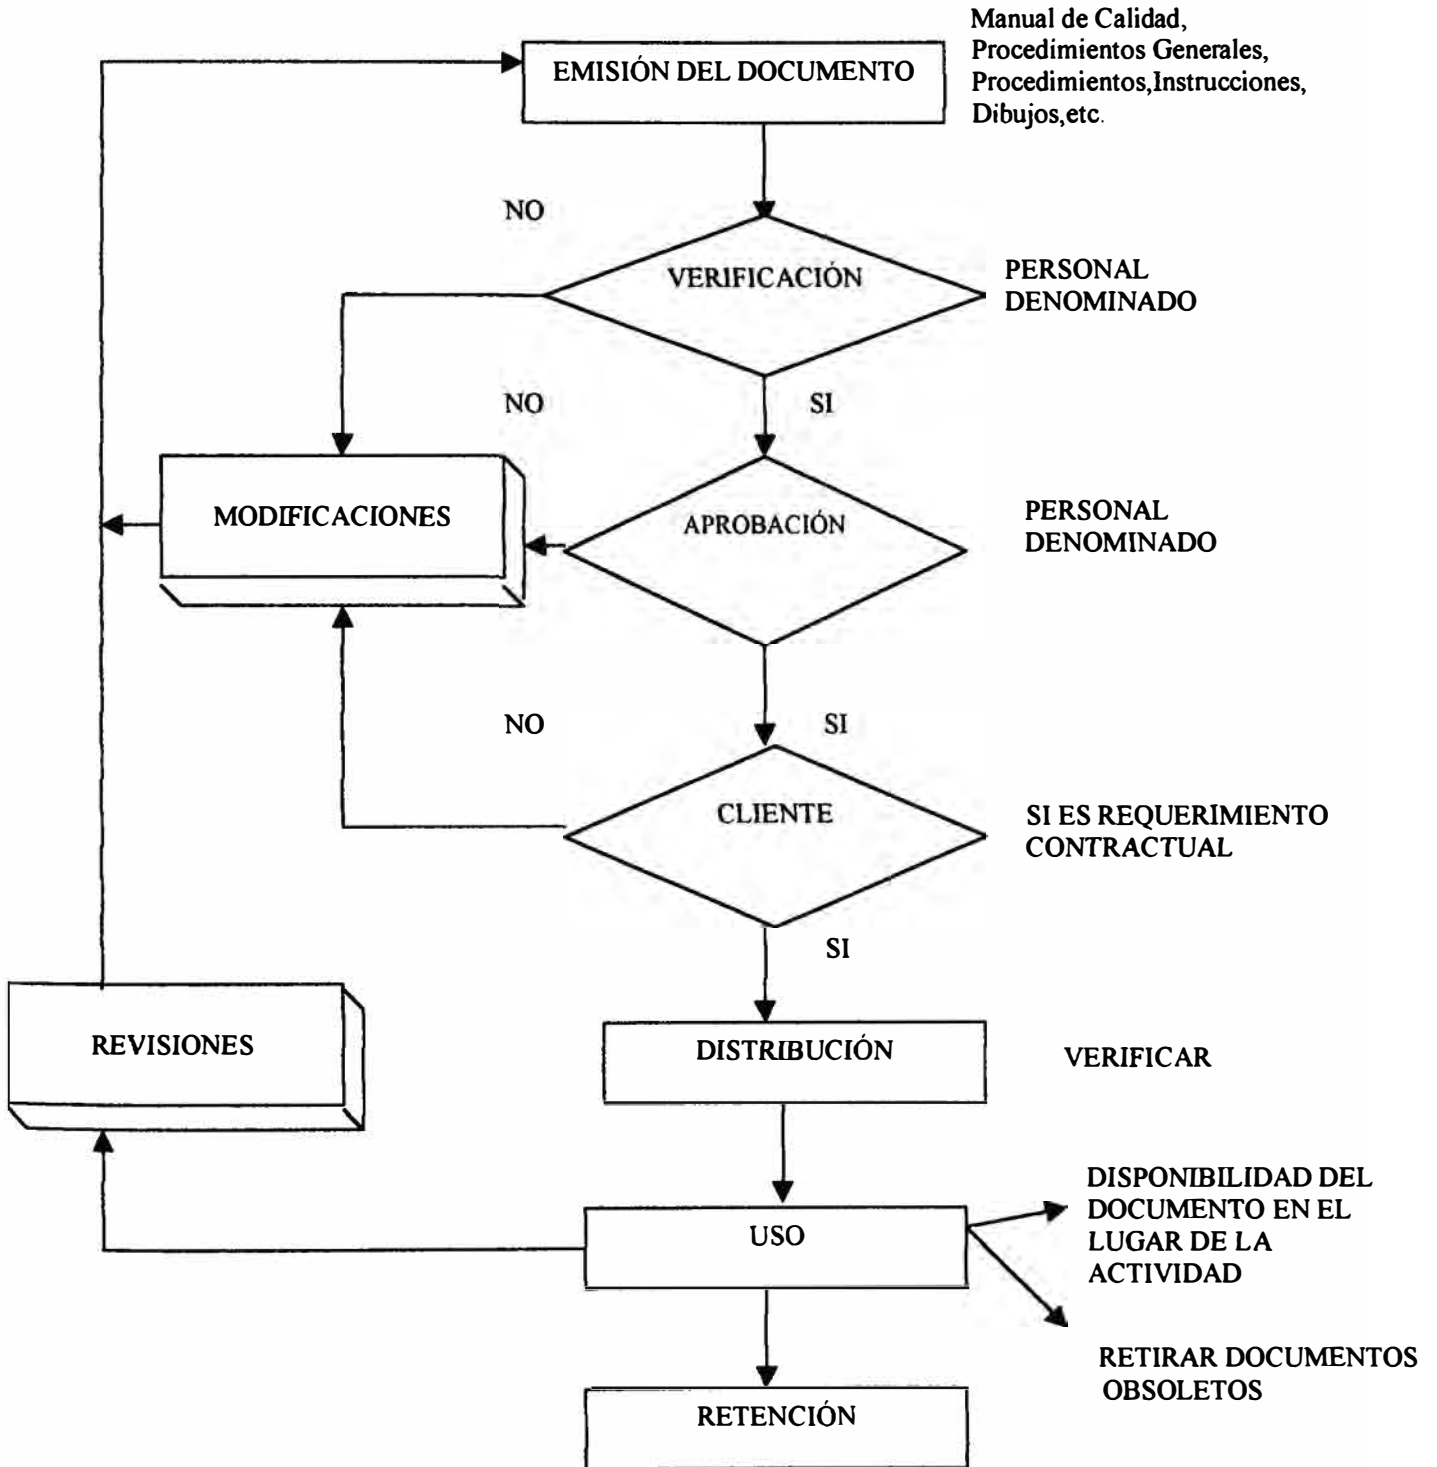 Manual de Calidad,
Procedimientos Generales,
Procedimientos,Instrucciones,
Dibujos,etc.
EMISIÓN DEL DOCUMENTO
NO
VERIFICACIÓN
PERSONAL
DENOMINADO
NO
SI
MODIFICACIONES
APROBACIÓN
PERSONAL
DENOMINADO
NO
SI
CLIENTE
SI ES REQUERIMIENTO
CONTRACTUAL
SI
REVISIONES
DISTRIBUCIÓN
VERIFICAR
DISPONIBILIDAD DEL
DOCUMENTO EN EL
LUGAR DE LA
ACTIVIDAD
USO
RETIRAR DOCUMENTOS
OBSOLETOS
RETENCIÓN